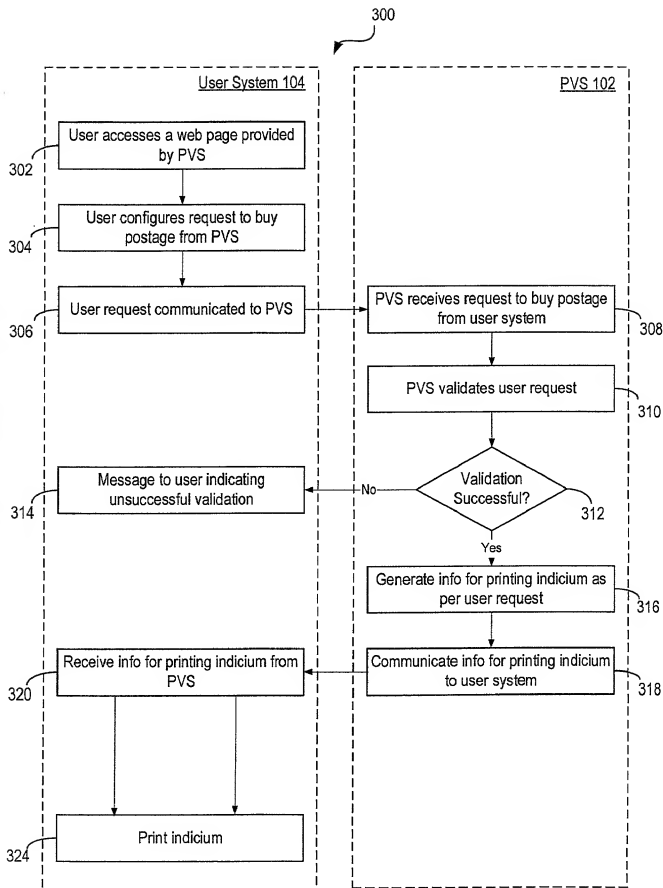 300
User System 104
PVS 102
User accesses a web page provided
by PVS
302
User configures request to buy
postage from PVS
304
User request communicated to PVS
306
PVS receives request to buy postage
from user system
308
PVS validates user request
310
Validation
Successful?
312
No
Message to user indicating
unsuccessful validation
314
Yes
Generate info for printing indicium as
per user request
316
Communicate info for printing indicium
to user system
318
Receive info for printing indicium from
PVS
320
Print indicium
324